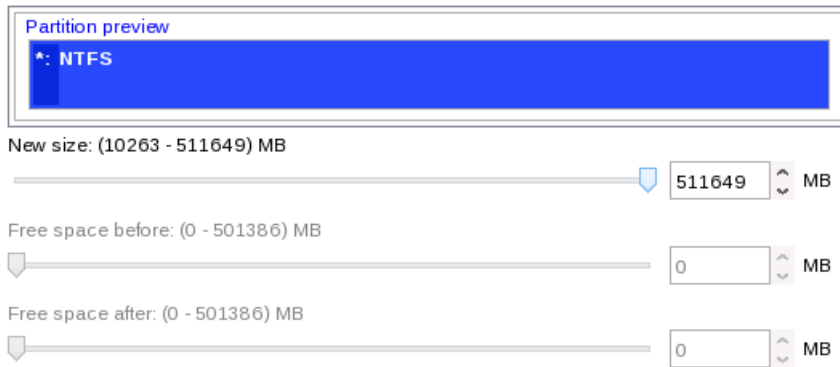 Partition preview
*: NTFS
New size: (10263 - 511649) MB
511649 MB
Free space before: (0 - 501386) MB
0 MB
Free space after: (0 - 501386) MB
0 MB